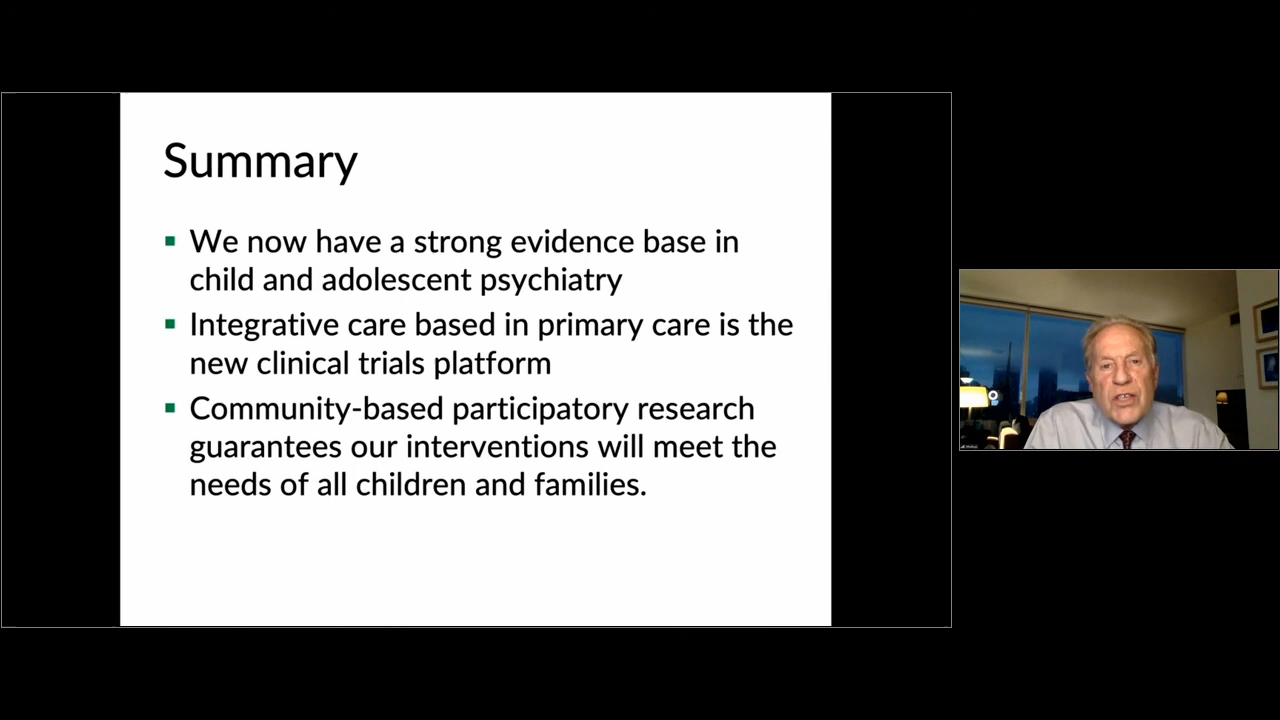 Summary
We now have a strong evidence base in
child and adolescent psychiatry
Integrative care based in primary care is the
new clinical trials platform
Community-based participatory research
guarantees our interventions will meet the
needs of all children and families.